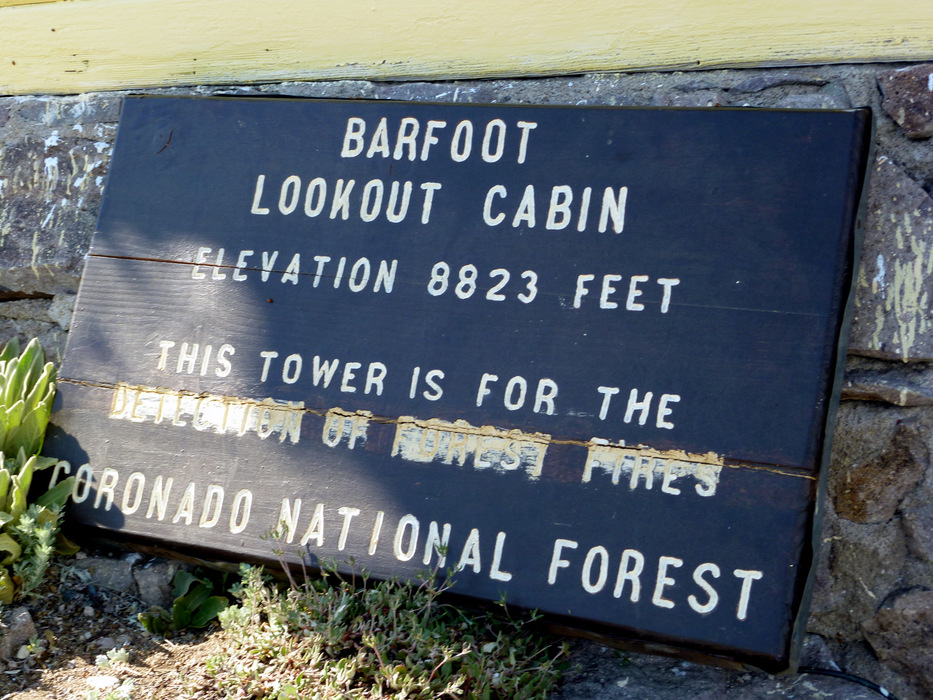 BARFOOT
LOOKOUT CABIN
ELEVATION 8823 FEET
THIS TOWER IS FOR THE
DETECTION OF FOREST FIRES
CORONADO NATIONAL FOREST